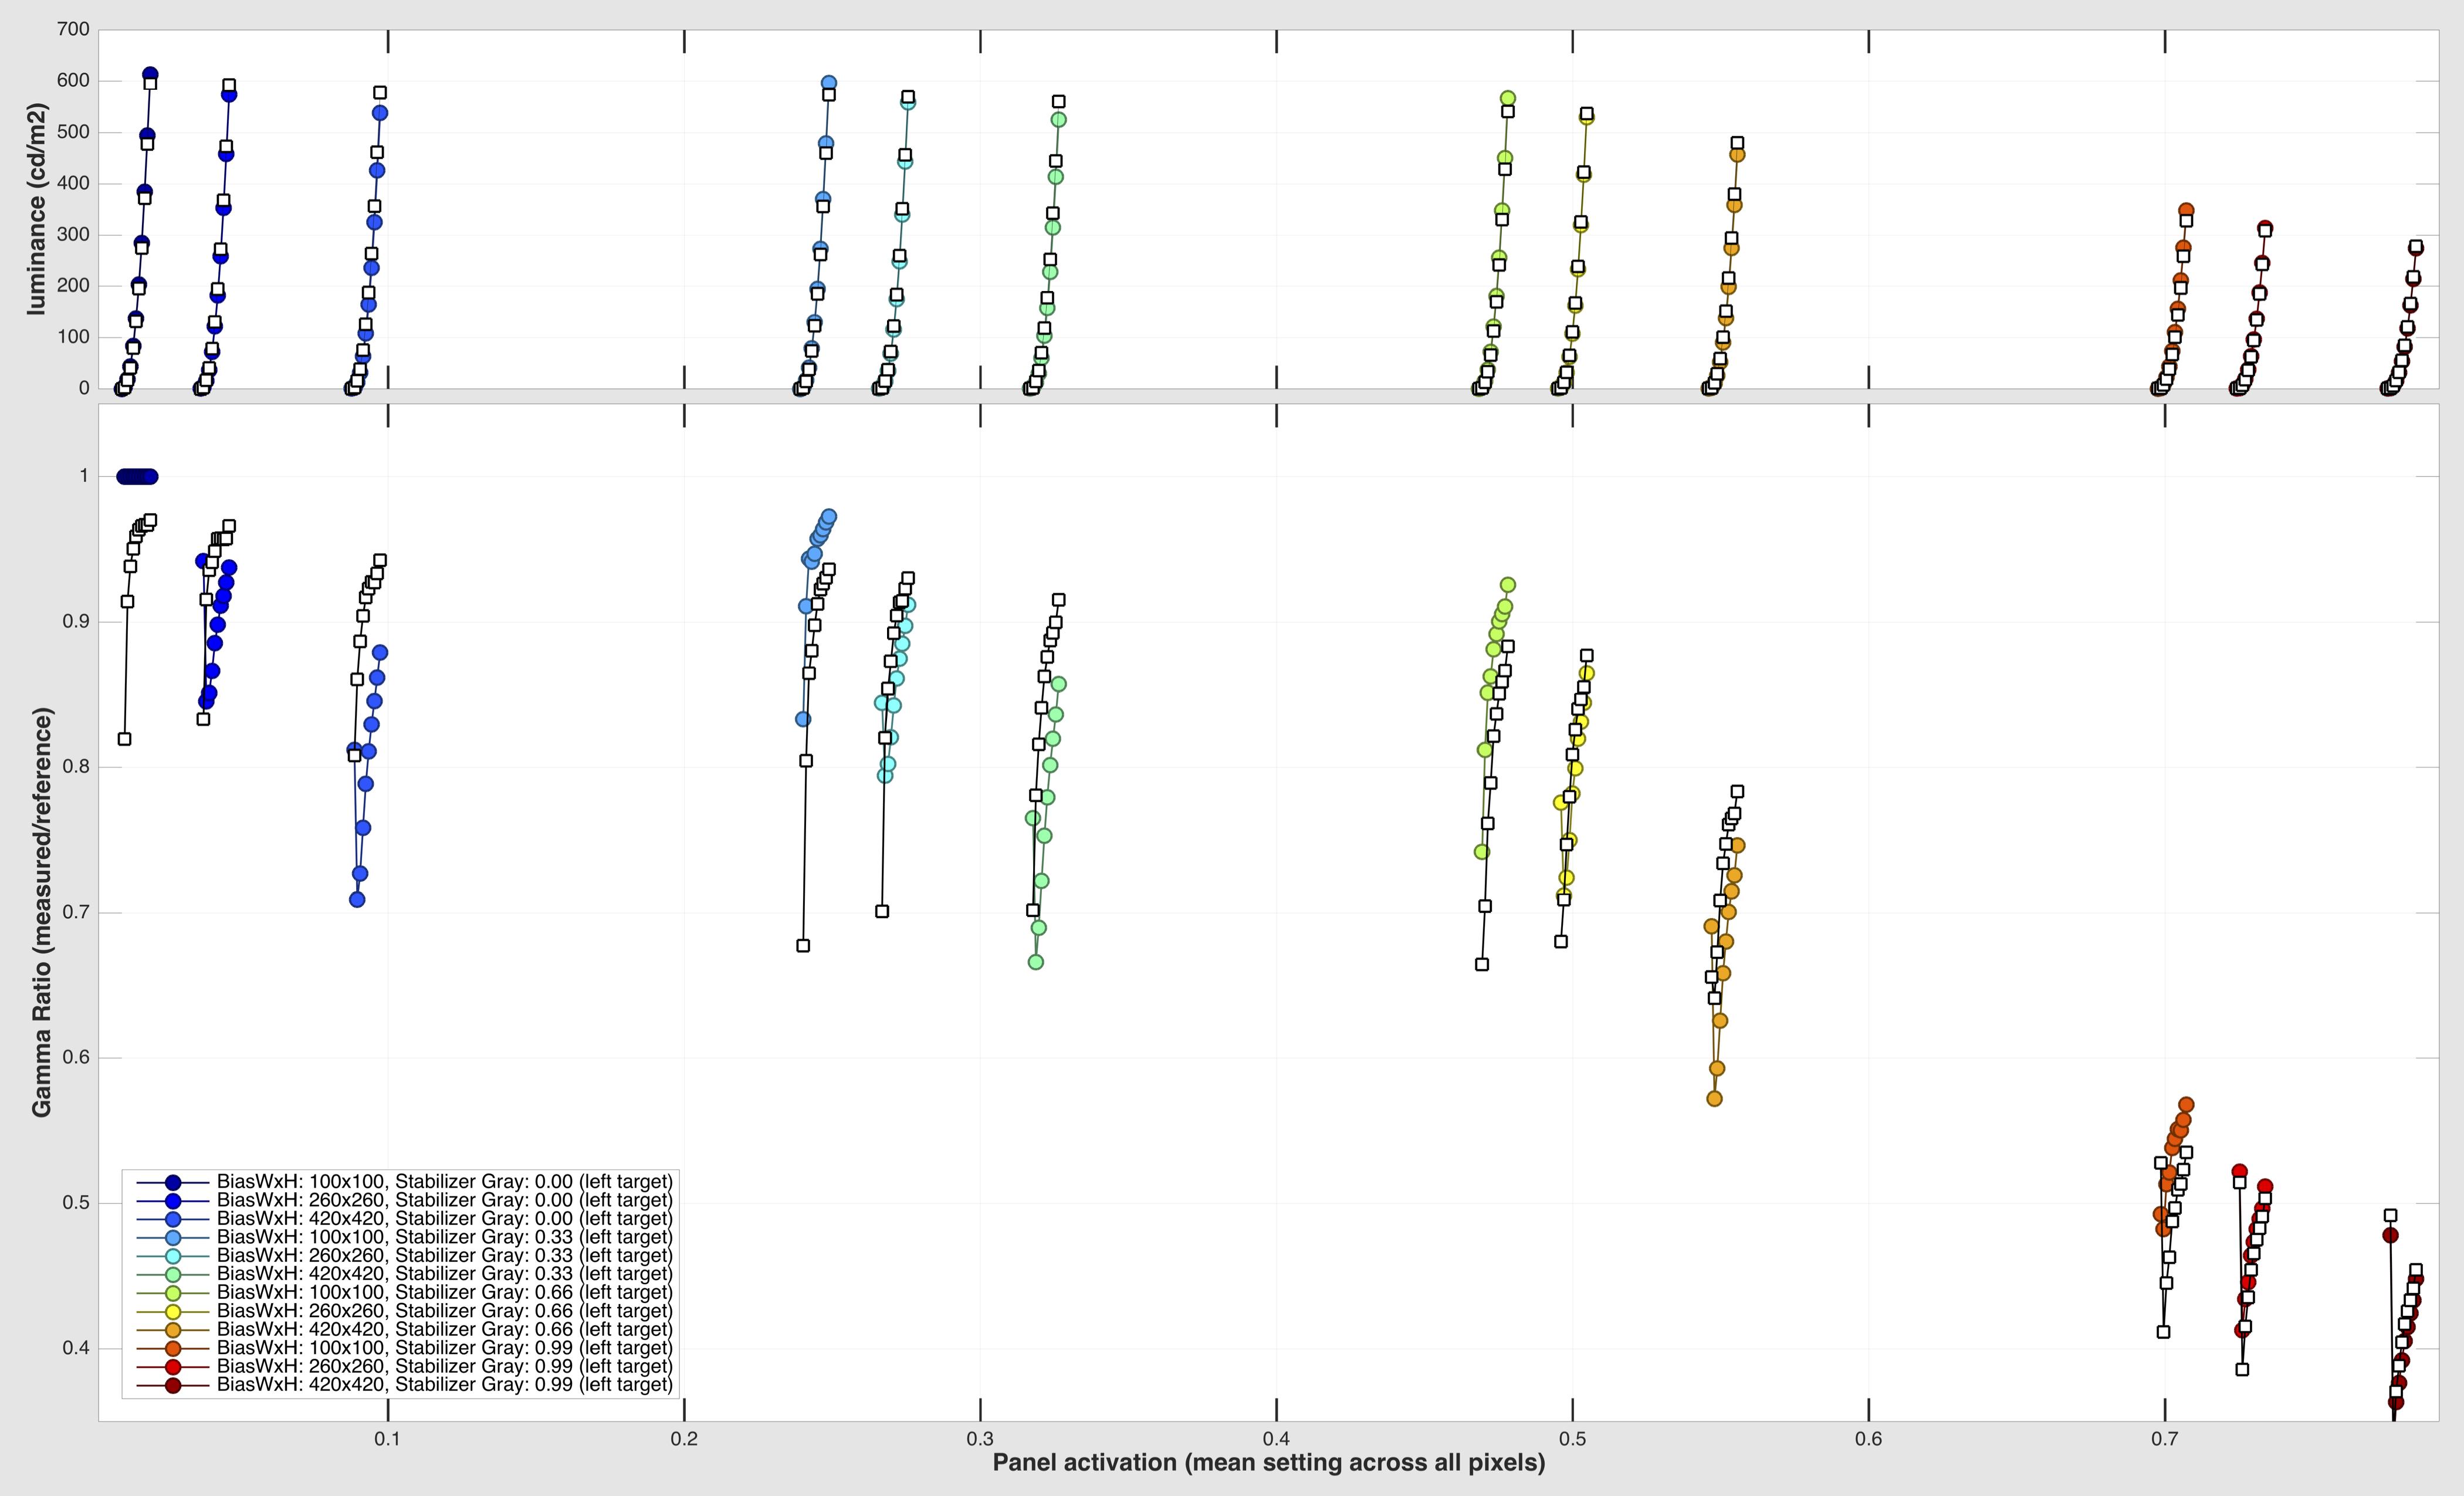 700
600
500
400
300
200
100
0
luminance (cd/m2)
1
0.9
0.8
0.7
0.6
0.5
0.4
Gamma Ratio (measured/reference)
BiasWxH: 100x100, Stabilizer Gray: 0.00 (left target)
BiasWxH: 260x260, Stabilizer Gray: 0.00 (left target)
BiasWxH: 420x420, Stabilizer Gray: 0.00 (left target)
BiasWxH: 100x100, Stabilizer Gray: 0.33 (left target)
BiasWxH: 260x260, Stabilizer Gray: 0.33 (left target)
BiasWxH: 420x420, Stabilizer Gray: 0.33 (left target)
BiasWxH: 100x100, Stabilizer Gray: 0.66 (left target)
BiasWxH: 260x260, Stabilizer Gray: 0.66 (left target)
BiasWxH: 420x420, Stabilizer Gray: 0.66 (left target)
BiasWxH: 100x100, Stabilizer Gray: 0.99 (left target)
BiasWxH: 260x260, Stabilizer Gray: 0.99 (left target)
BiasWxH: 420x420, Stabilizer Gray: 0.99 (left target)
0.1 0.2 0.3 0.4 0.5 0.6 0.7
Panel activation (mean setting across all pixels)